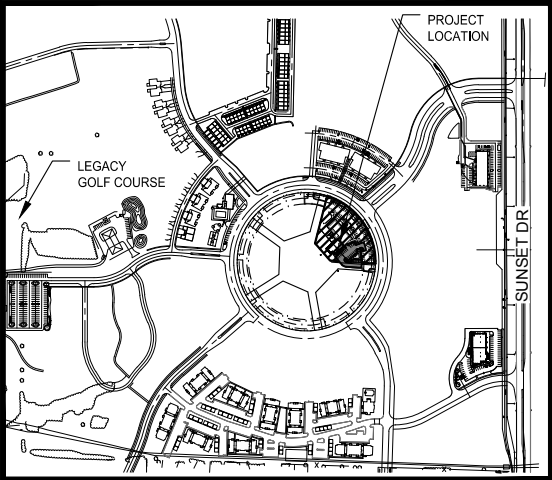 PROJECT
LOCATION
LEGACY
GOLF COURSE
SUNSET DR